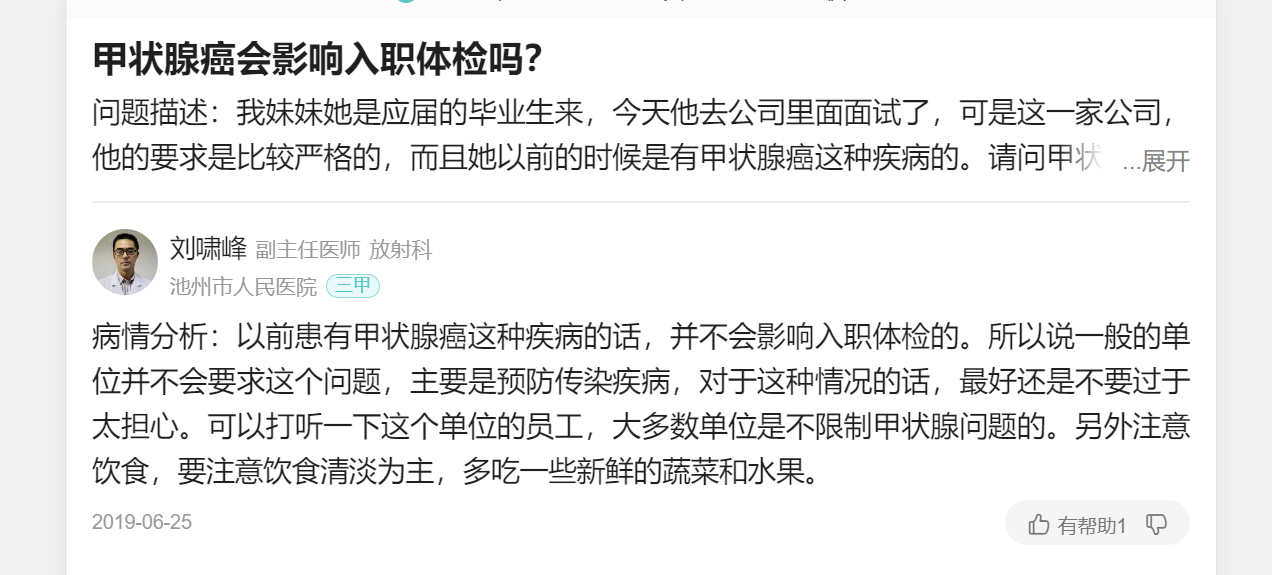 甲状腺癌会影响入职体检吗？
问题描述：我妹妹她是应届的毕业生来，今天他去公司里面面试了，可是这一家公司，
他的要求是比较严格的，而且她以前的时候是有甲状腺癌这种疾病的。请问甲状 ...展开
刘啸峰 副主任医师 放射科
池州市人民医院 三甲
病情分析：以前患有甲状腺癌这种疾病的话，并不会影响入职体检的。所以说一般的单
位并不会要求这个问题，主要是预防传染疾病，对于这种情况的话，最好还是不要过于
太担心。可以打听一下这个单位的员工，大多数单位是不限制甲状腺问题的。另外注意
饮食，要注意饮食清淡为主，多吃一些新鲜的蔬菜和水果。
2019-06-25 有帮助1